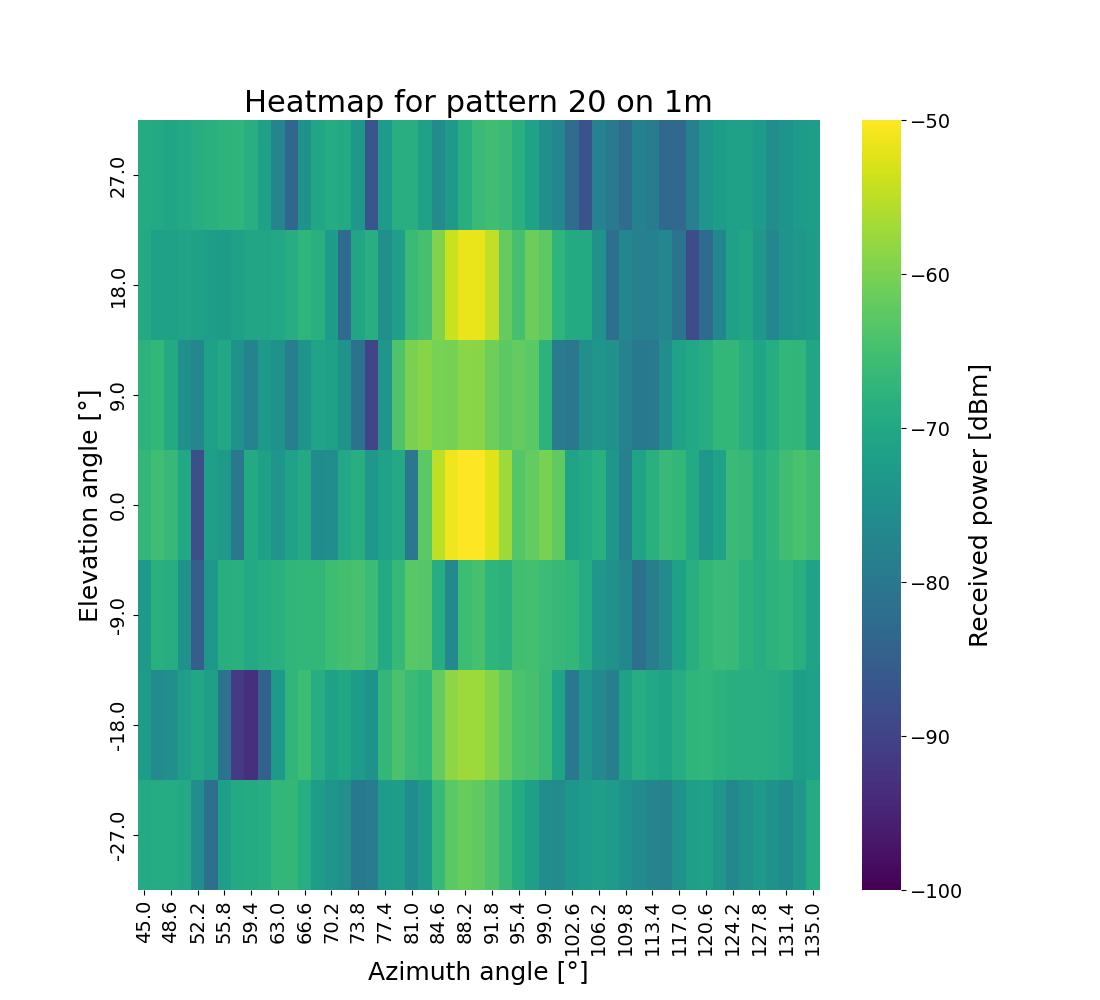 Heatmap for pattern 20 on 1m
Elevation angle [°]
27.0
18.0
9.0
0.0
-9.0
-18.0
-27.0
45.0 48.6 52.2 55.8 59.4 63.0 66.6 70.2 73.8 77.4 81.0 84.6 88.2 91.8 95.4 99.0 102.6 106.2 109.8 113.4 117.0 120.6 124.2 127.8 131.4 135.0
Azimuth angle [°]
−50
−60
−70
−80
−90
−100
Received power [dBm]